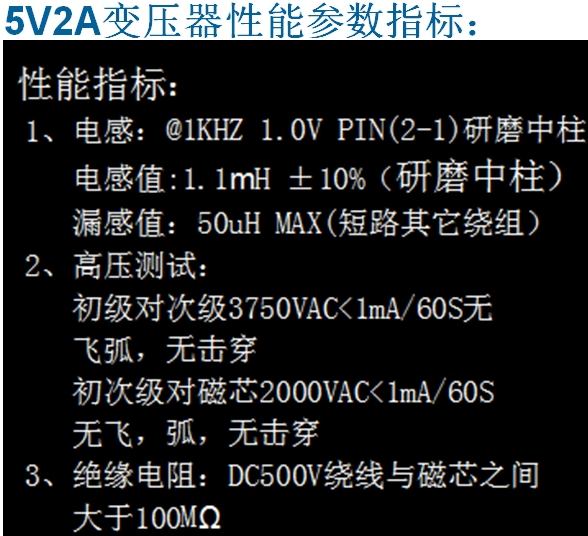 5V2A变压器性能参数指标：
性能指标：
1、电感：@1KHZ 1.0V PIN(2-1)研磨中柱
电感值:1.1mH ±10%（研磨中柱）
漏感值：50uH MAX(短路其它绕组）
2、高压测试：
初级对次级3750VAC<1mA/60S无
飞弧，无击穿
初次级对磁芯2000VAC<1mA/60S
无飞，弧，无击穿
3、绝缘电阻：DC500V绕线与磁芯之间
大于100MΩ